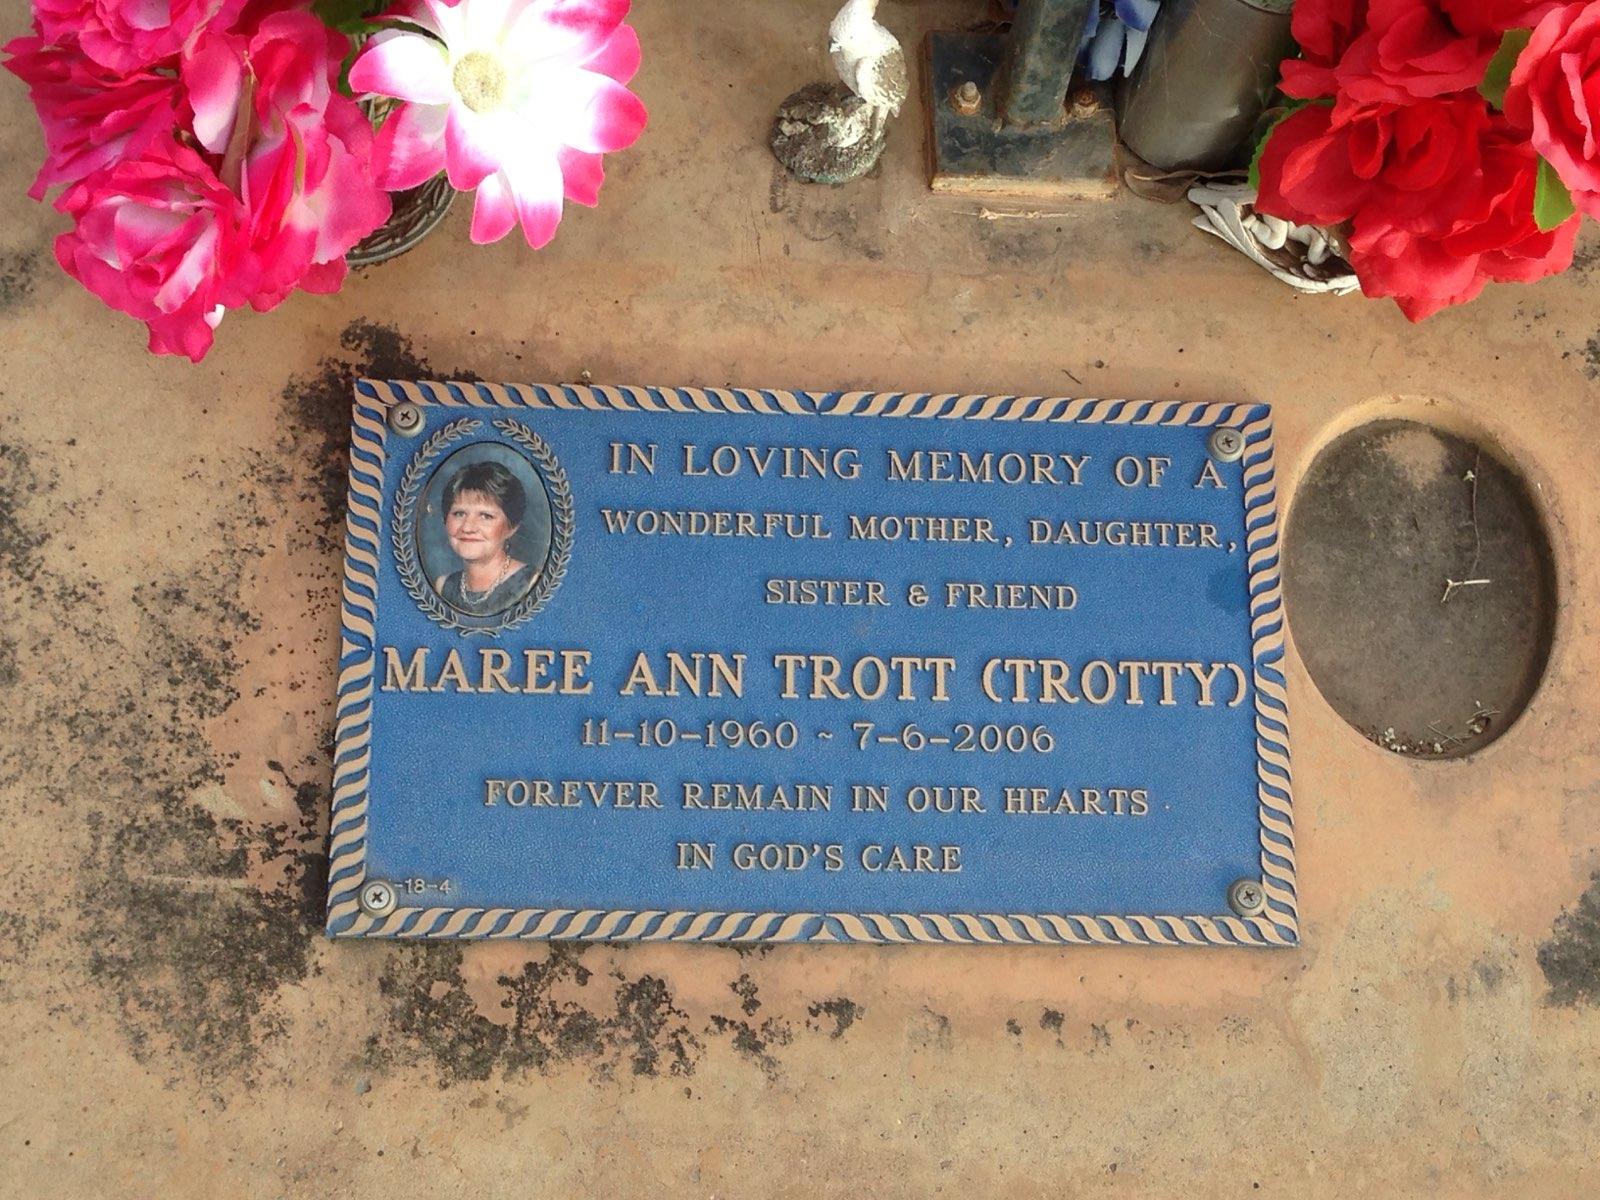 IN LOVING MEMORY OF A
WONDERFUL MOTHER, DAUGHTER,
SISTER & FRIEND
MAREE ANN TROTT (TROTTY)
11-10-1960 ~ 7-6-2006
FOREVER REMAIN IN OUR HEARTS
IN GOD'S CARE
-18-4